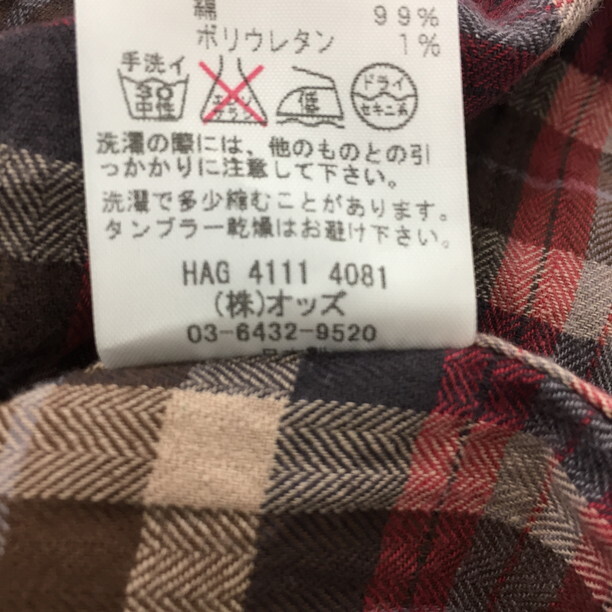 綿 99%
ポリウレタン 1%
手洗イ
30
中性
エンソサラシ
低
ドライ
セキユ系
洗濯の際には、他のものとの引
っかかりに注意して下さい。
洗濯で多少縮むことがあります。
タンブラー乾燥はお避け下さい。
HAG 4111 4081
(株)オッズ
03-6432-9520